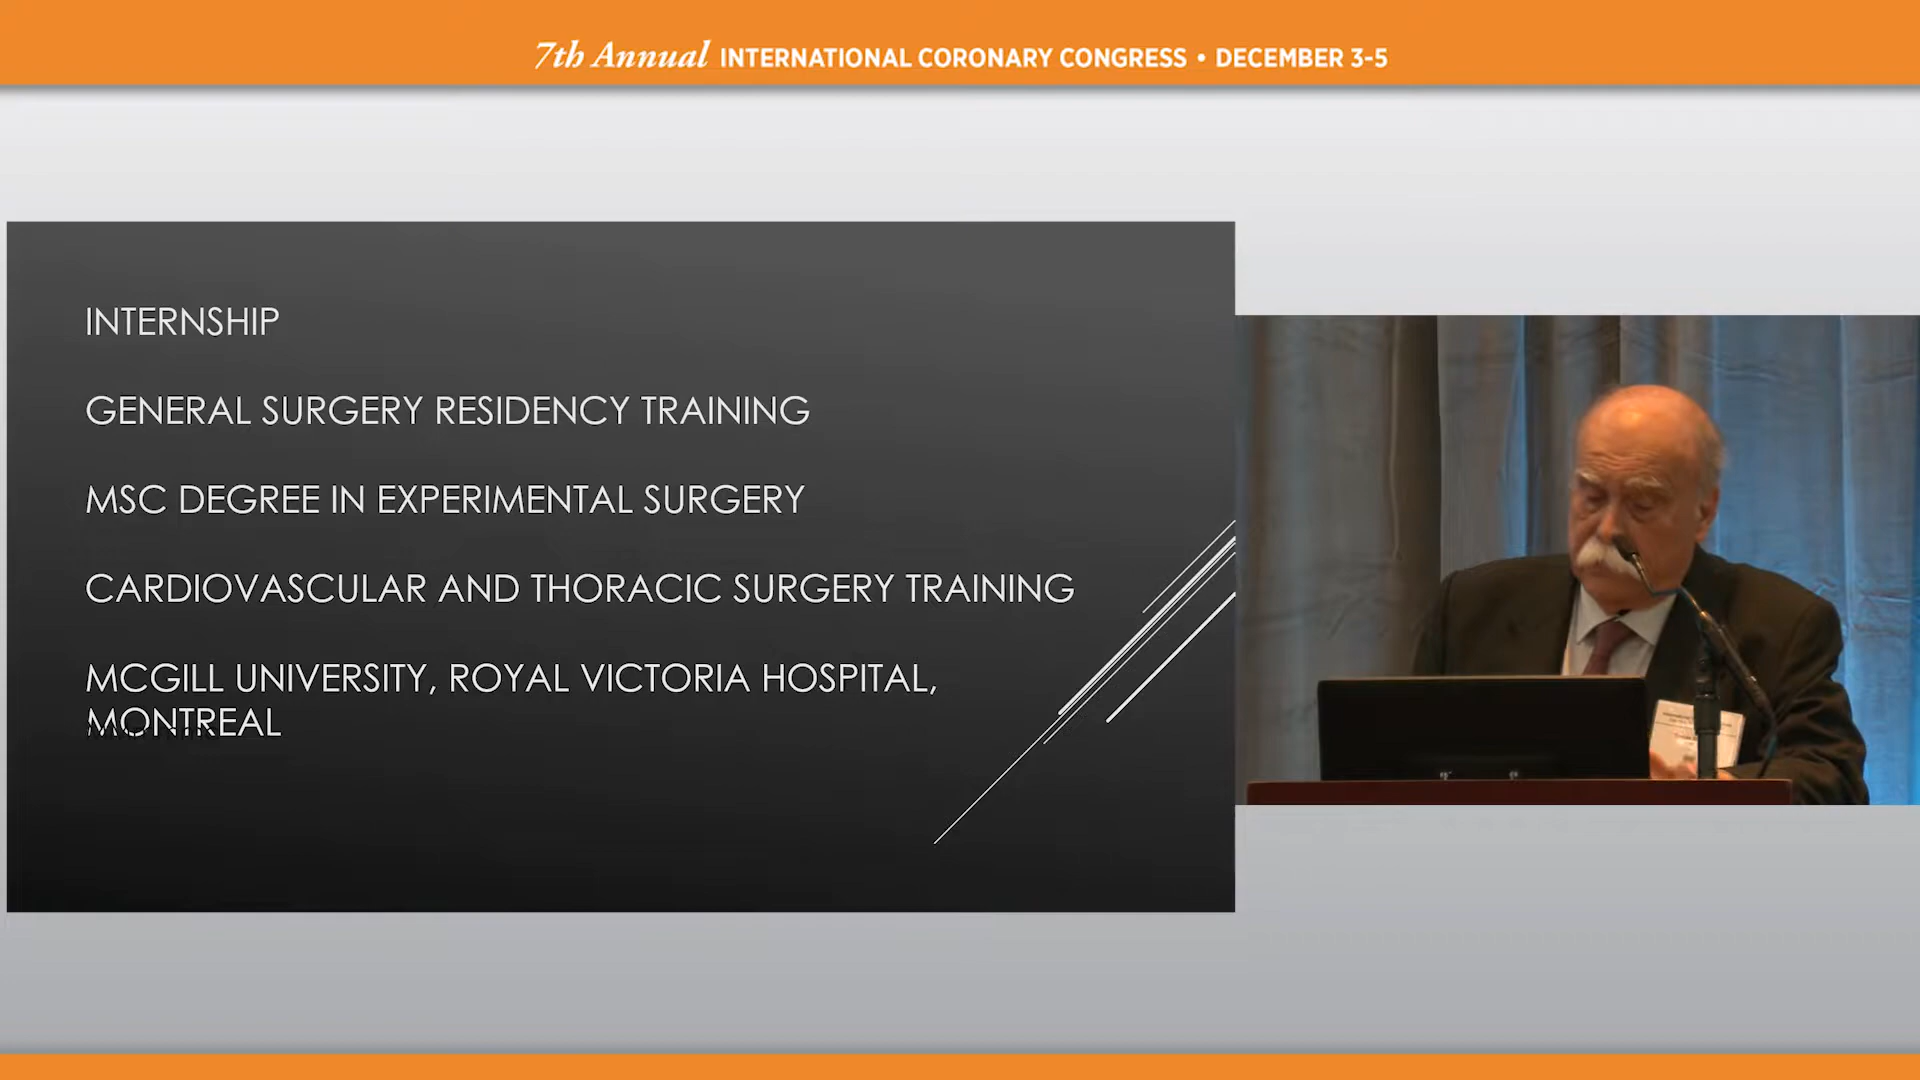 7th Annual INTERNATIONAL CORONARY CONGRESS • DECEMBER 3-5
INTERNSHIP
GENERAL SURGERY RESIDENCY TRAINING
MSC DEGREE IN EXPERIMENTAL SURGERY
CARDIOVASCULAR AND THORACIC SURGERY TRAINING
MCGILL UNIVERSITY, ROYAL VICTORIA HOSPITAL,
MONTREAL